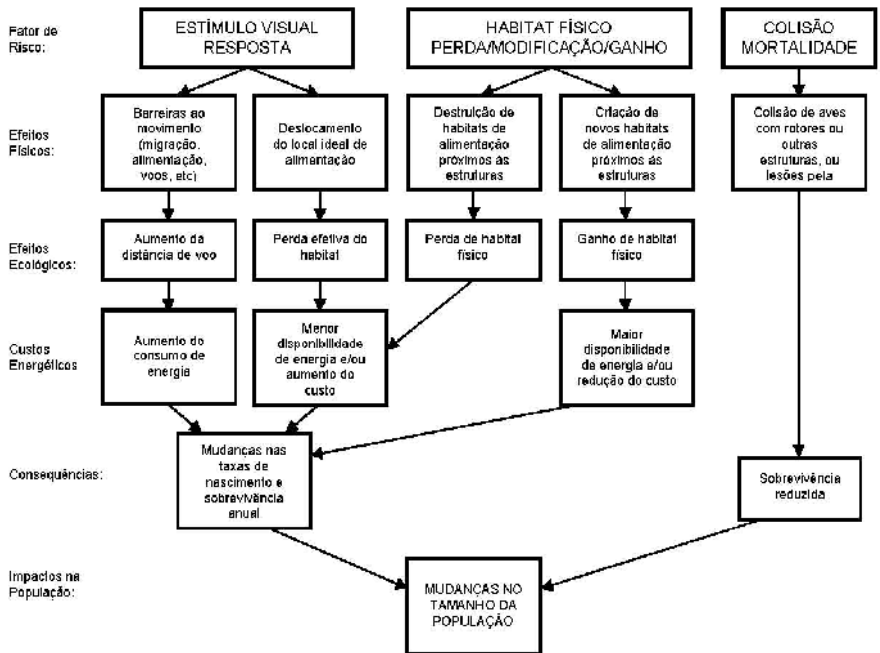 Fator de
Risco:
ESTÍMULO VISUAL
RESPOSTA
HABITAT FÍSICO
PERDA/MODIFICAÇÃO/GANHO
COLISÃO
MORTALIDADE
Efeitos
Físicos:
Barreiras ao
movimento
(migração,
alimentação,
voos, etc)
Deslocamento
do local ideal de
alimentação
Destruição de
habitats de
alimentação
próximos às
estruturas
Criação de
novos habitats
de alimentação
próximos às
estruturas
Colisão de aves
com rotores ou
outras
estruturas, ou
lesões pela
Efeitos
Ecológicos:
Aumento da
distância de voo
Perda efetiva do
habitat
Perda de habitat
físico
Ganho de habitat
físico
Custos
Energéticos
Aumento do
consumo de
energia
Menor
disponibilidade
de energia e/ou
aumento do
custo
Maior
disponibilidade
de energia e/ou
redução do custo
Consequências:
Mudanças nas
taxas de
nascimento e
sobrevivência
anual
Sobrevivência
reduzida
Impactos na
População:
MUDANÇAS NO
TAMANHO DA
POPULAÇÃO